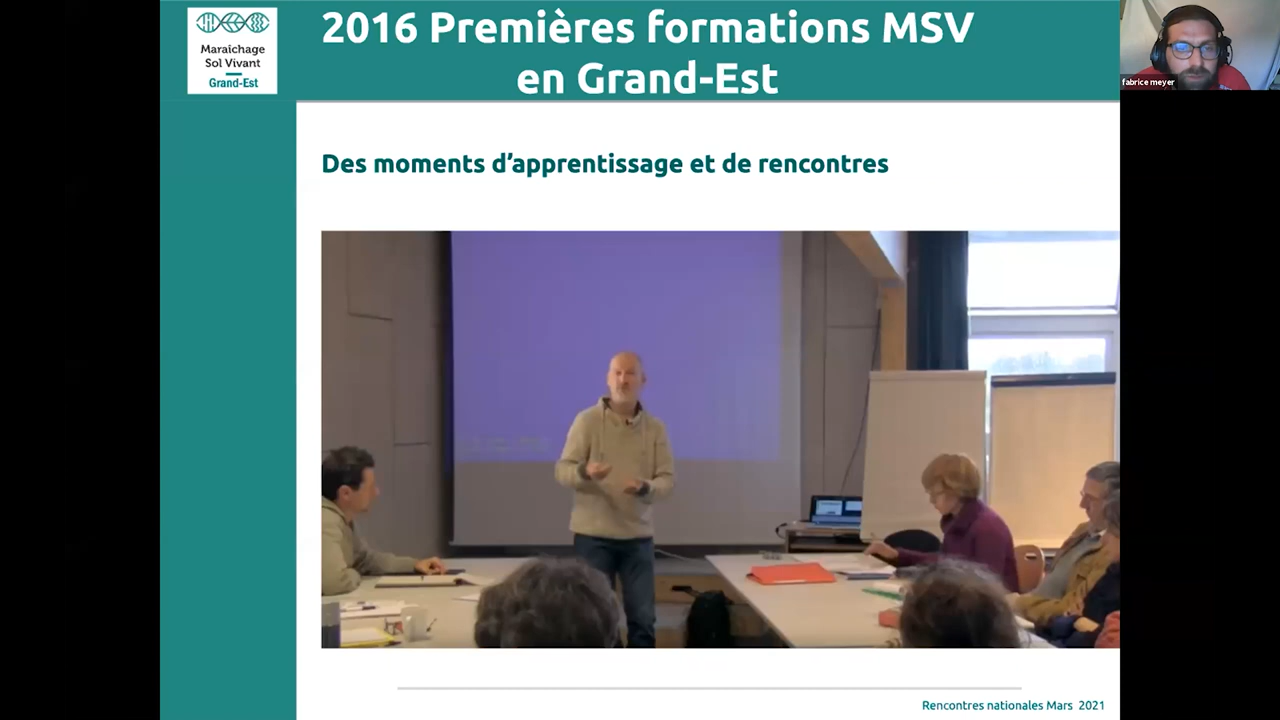 Maraîchage
Sol Vivant
Grand-Est
2016 Premières formations MSV
en Grand-Est
fabrice meyer
Des moments d'apprentissage et de rencontres
Rencontres nationales Mars 2021